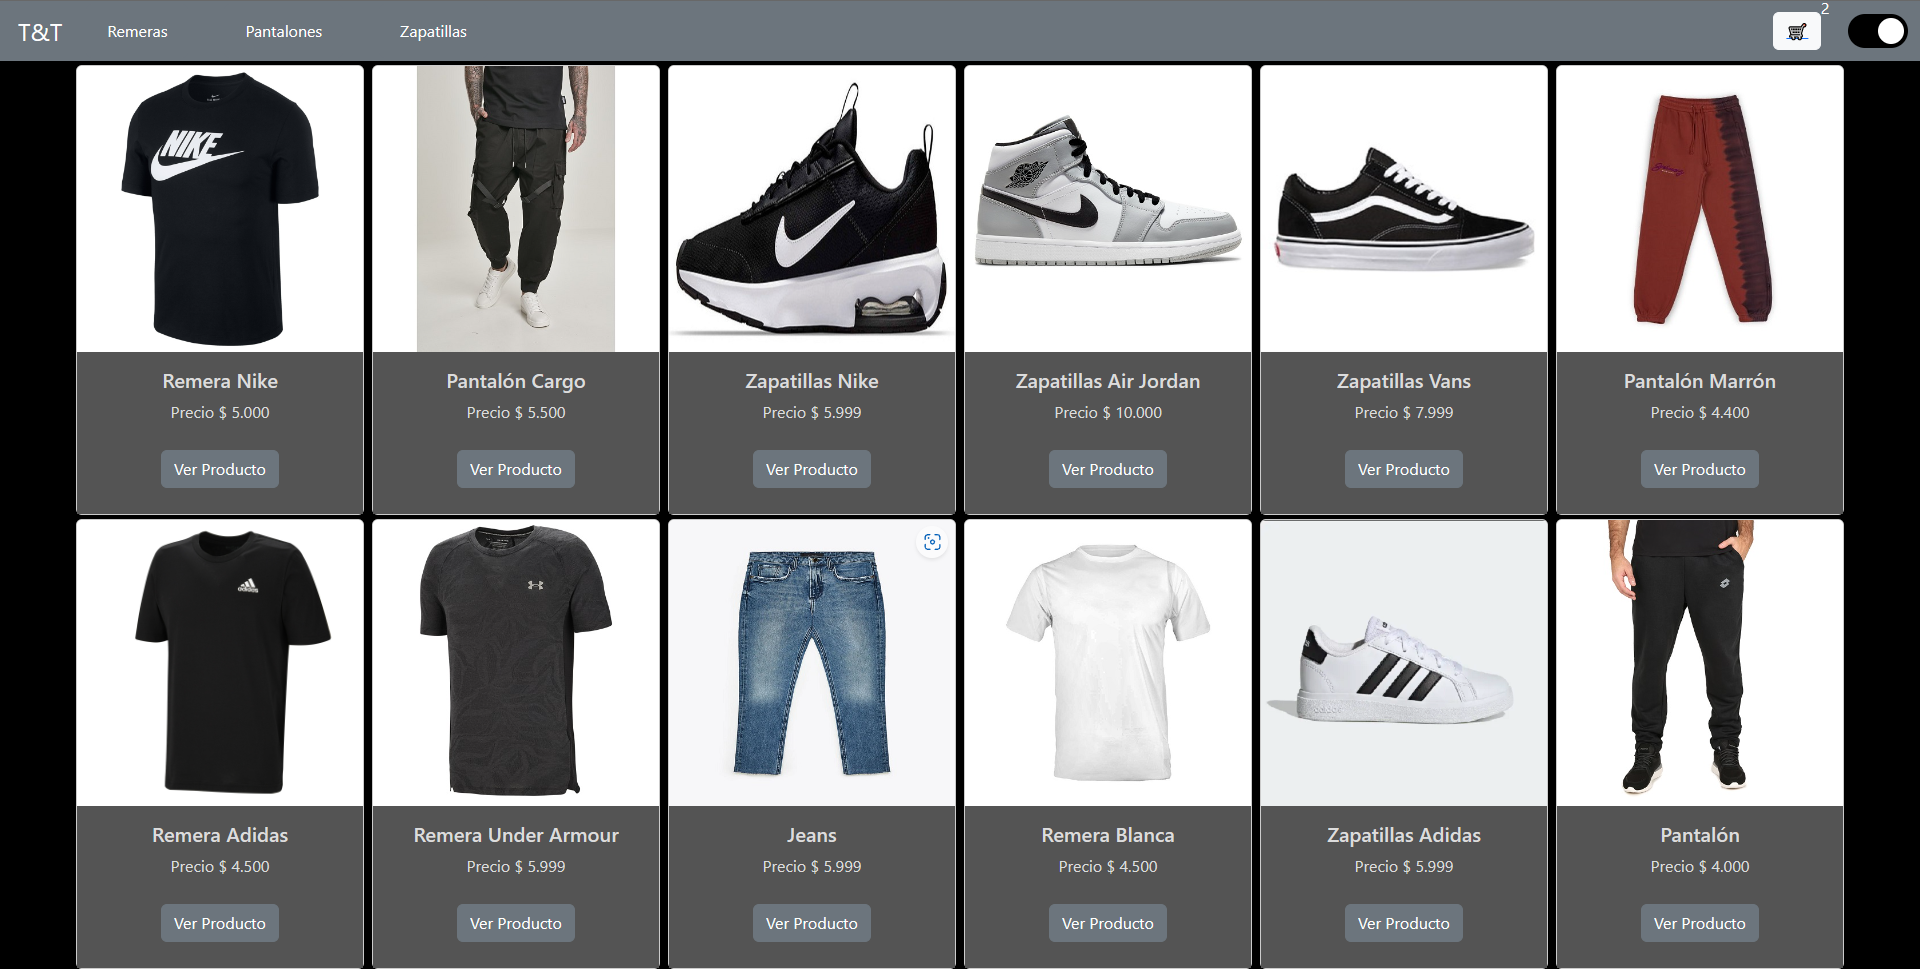 T&T
Remeras
Pantalones
Zapatillas
2
NIKE
Remera Nike
Precio $ 5.000
Ver Producto
Pantalón Cargo
Precio $ 5.500
Ver Producto
Zapatillas Nike
Precio $ 5.999
Ver Producto
Zapatillas Air Jordan
Precio $ 10.000
Ver Producto
Zapatillas Vans
Precio $ 7.999
Ver Producto
Pantalón Marrón
Precio $ 4.400
Ver Producto
adidas
Remera Adidas
Precio $ 4.500
Ver Producto
Remera Under Armour
Precio $ 5.999
Ver Producto
Jeans
Precio $ 5.999
Ver Producto
Remera Blanca
Precio $ 4.500
Ver Producto
adidas
Zapatillas Adidas
Precio $ 5.999
Ver Producto
Pantalón
Precio $ 4.000
Ver Producto